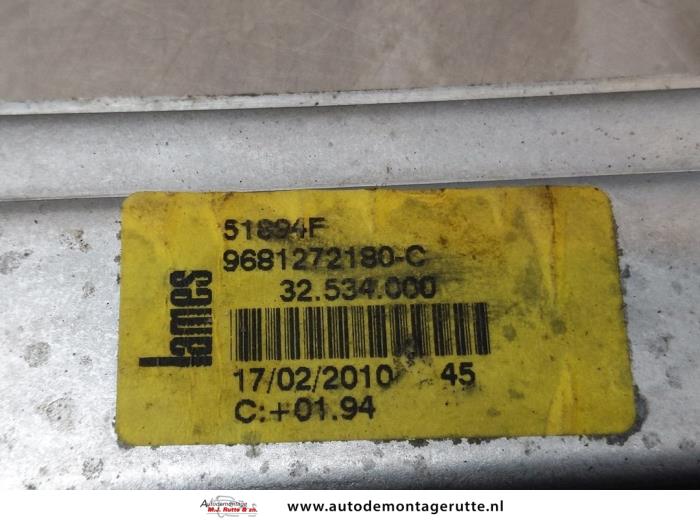 lames
51894F
9681272180-C
32.534.000
17/02/2010 45
C:+01.94
Autodemontage
M.J. Rutte & zn.
www.autodemontagerutte.nl